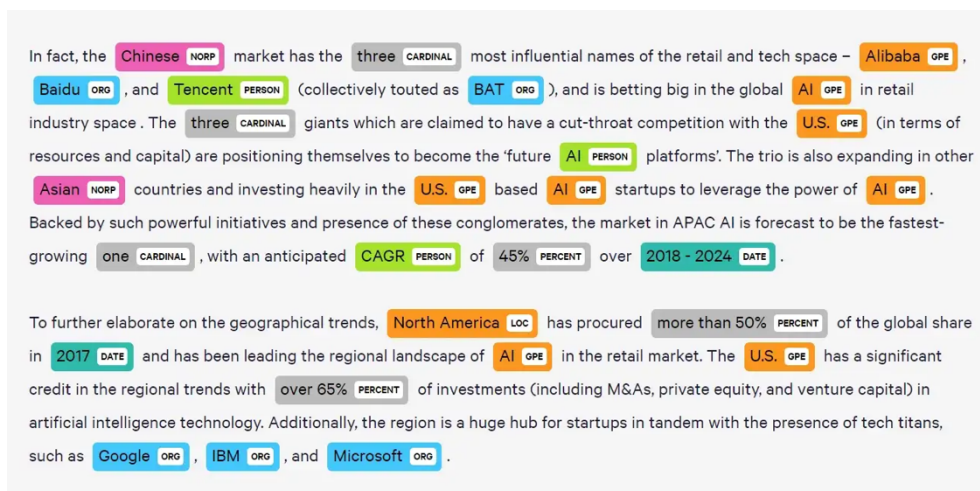 In fact, the Chinese NORP market has the three CARDINAL most influential names of the retail and tech space – Alibaba GPE ,
Baidu ORG , and Tencent PERSON (collectively touted as BAT ORG ), and is betting big in the global AI GPE in retail
industry space . The three CARDINAL giants which are claimed to have a cut-throat competition with the U.S. GPE (in terms of
resources and capital) are positioning themselves to become the ‘future AI PERSON platforms’. The trio is also expanding in other
Asian NORP countries and investing heavily in the U.S. GPE based AI GPE startups to leverage the power of AI GPE .
Backed by such powerful initiatives and presence of these conglomerates, the market in APAC AI is forecast to be the fastest-
growing one CARDINAL , with an anticipated CAGR PERSON of 45% PERCENT over 2018 - 2024 DATE .
To further elaborate on the geographical trends, North America LOC has procured more than 50% PERCENT of the global share
in 2017 DATE and has been leading the regional landscape of AI GPE in the retail market. The U.S. GPE has a significant
credit in the regional trends with over 65% PERCENT of investments (including M&As, private equity, and venture capital) in
artificial intelligence technology. Additionally, the region is a huge hub for startups in tandem with the presence of tech titans,
such as Google ORG , IBM ORG , and Microsoft ORG .